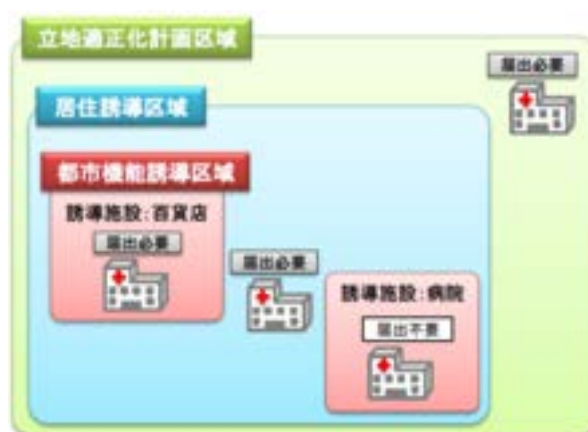 立地適正化計画区域
届出必要
居住誘導区域
都市機能誘導区域
誘導施設:百貨店
届出必要
届出必要
誘導施設:病院
届出不要